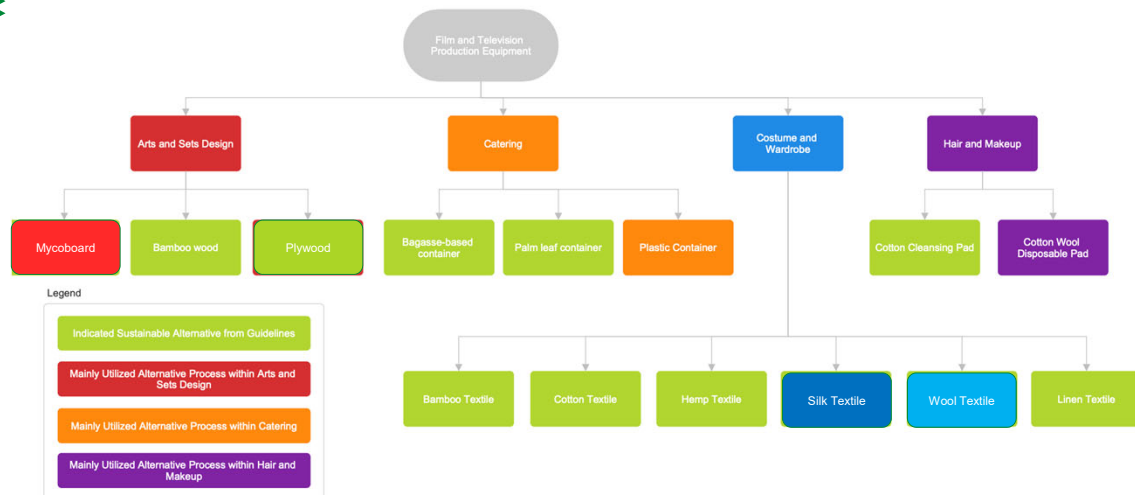 Film and Television
Production Equipment
Arts and Sets Design
Catering
Costume and
Wardrobe
Hair and Makeup
Mycoboard
Bamboo wood
Plywood
Bagasse-based
container
Palm leaf container
Plastic Container
Cotton Cleansing Pad
Cotton Wool
Disposable Pad
Legend
Indicated Sustainable Alternative from Guidelines
Mainly Utilized Alternative Process within Arts and
Sets Design
Mainly Utilized Alternative Process within Catering
Mainly Utilized Alternative Process within Hair and
Makeup
Bamboo Textile
Cotton Textile
Hemp Textile
Silk Textile
Wool Textile
Linen Textile